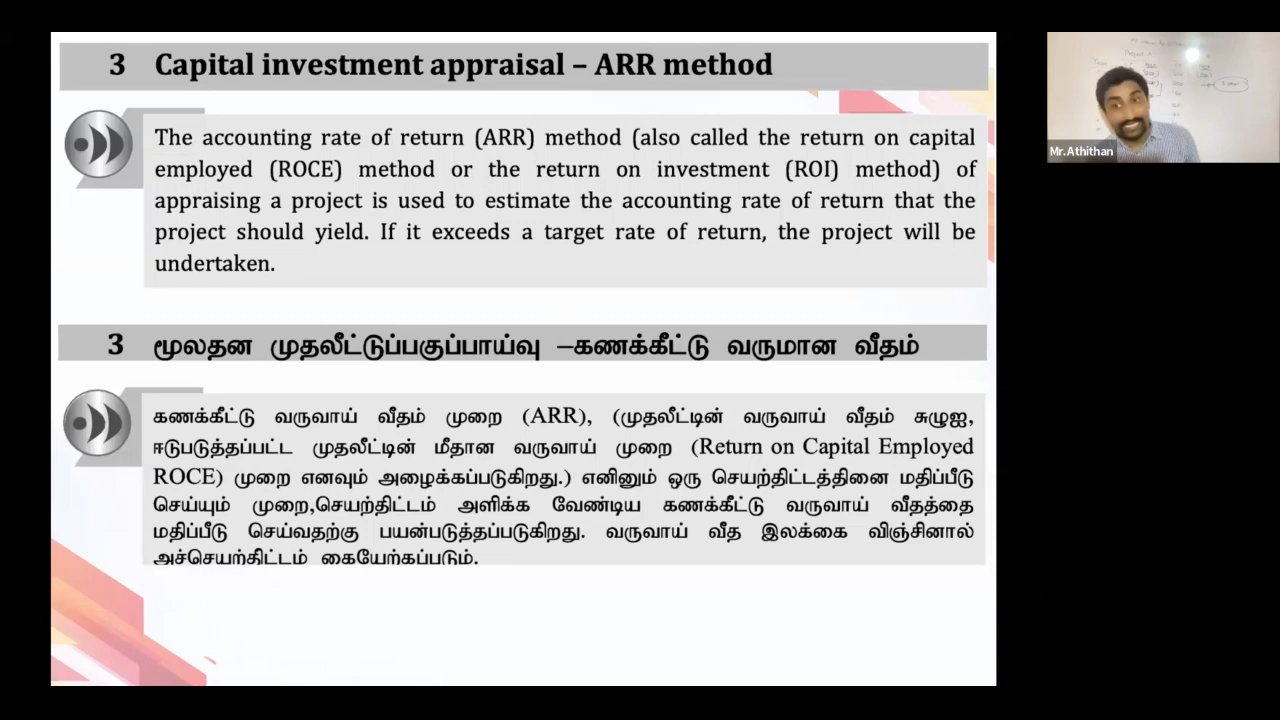 3 Capital investment appraisal – ARR method
The accounting rate of return (ARR) method (also called the return on capital
employed (ROCE) method or the return on investment (ROI) method) of
appraising a project is used to estimate the accounting rate of return that the
project should yield. If it exceeds a target rate of return, the project will be
undertaken.
3 மூலதன முதலீட்டுப்பகுப்பாய்வு –கணக்கீட்டு வருமான வீதம்
கணக்கீட்டு வருவாய் வீதம் முறை (ARR), (முதலீட்டின் வருவாய் வீதம் சுழுஐ,
ஈடுபடுத்தப்பட்ட முதலீட்டின் மீதான வருவாய் முறை (Return on Capital Employed
ROCE) முறை எனவும் அழைக்கப்படுகிறது.) எனினும் ஒரு செயற்திட்டத்தினை மதிப்பீடு
செய்யும் முறை,செயற்திட்டம் அளிக்க வேண்டிய கணக்கீட்டு வருவாய் வீதத்தை
மதிப்பீடு செய்வதற்கு பயன்படுத்தப்படுகிறது. வருவாய் வீத இலக்கை விஞ்சினால்
அச்செயற்திட்டம் கையேற்கப்படும்.
Mr.Athithan